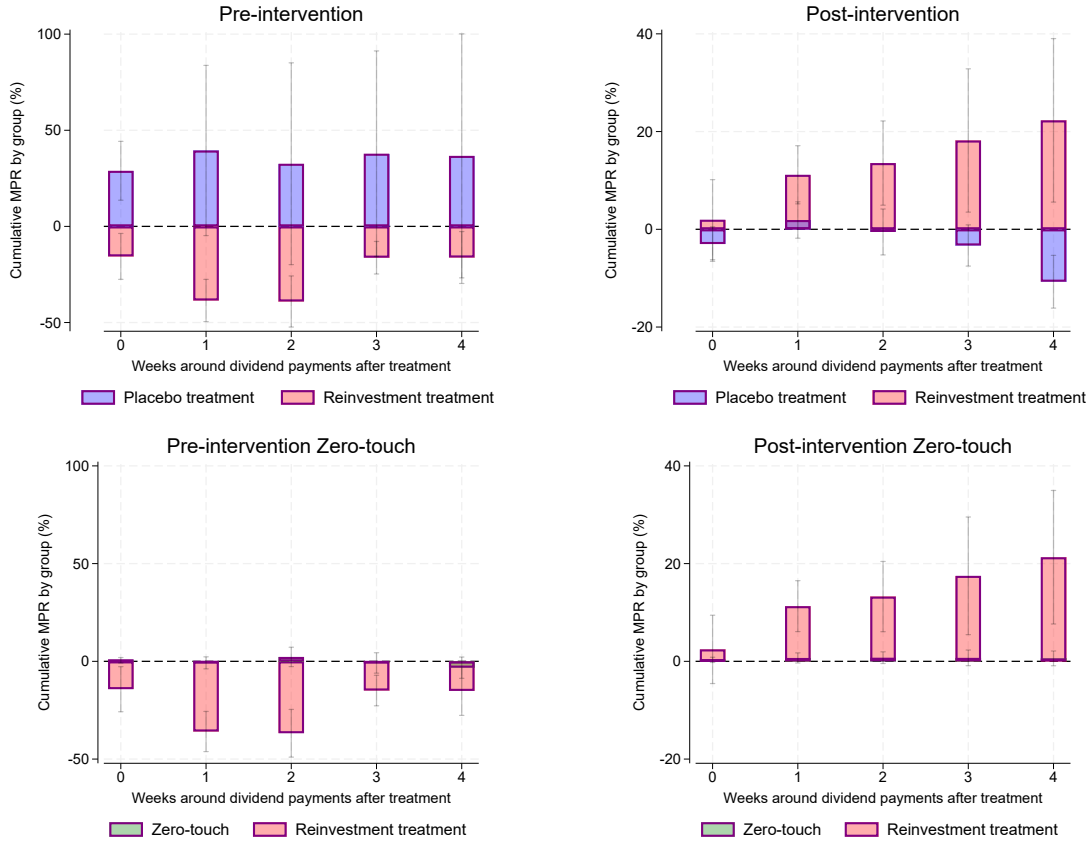 Pre-intervention
Cumulative MPR by group (%)
100
50
0
-50
0 1 2 3 4
Weeks around dividend payments after treatment
Placebo treatment Reinvestment treatment
Post-intervention
Cumulative MPR by group (%)
40
20
0
-20
0 1 2 3 4
Weeks around dividend payments after treatment
Placebo treatment Reinvestment treatment
Pre-intervention Zero-touch
Cumulative MPR by group (%)
100
50
0
-50
0 1 2 3 4
Weeks around dividend payments after treatment
Zero-touch Reinvestment treatment
Post-intervention Zero-touch
Cumulative MPR by group (%)
40
20
0
-20
0 1 2 3 4
Weeks around dividend payments after treatment
Zero-touch Reinvestment treatment